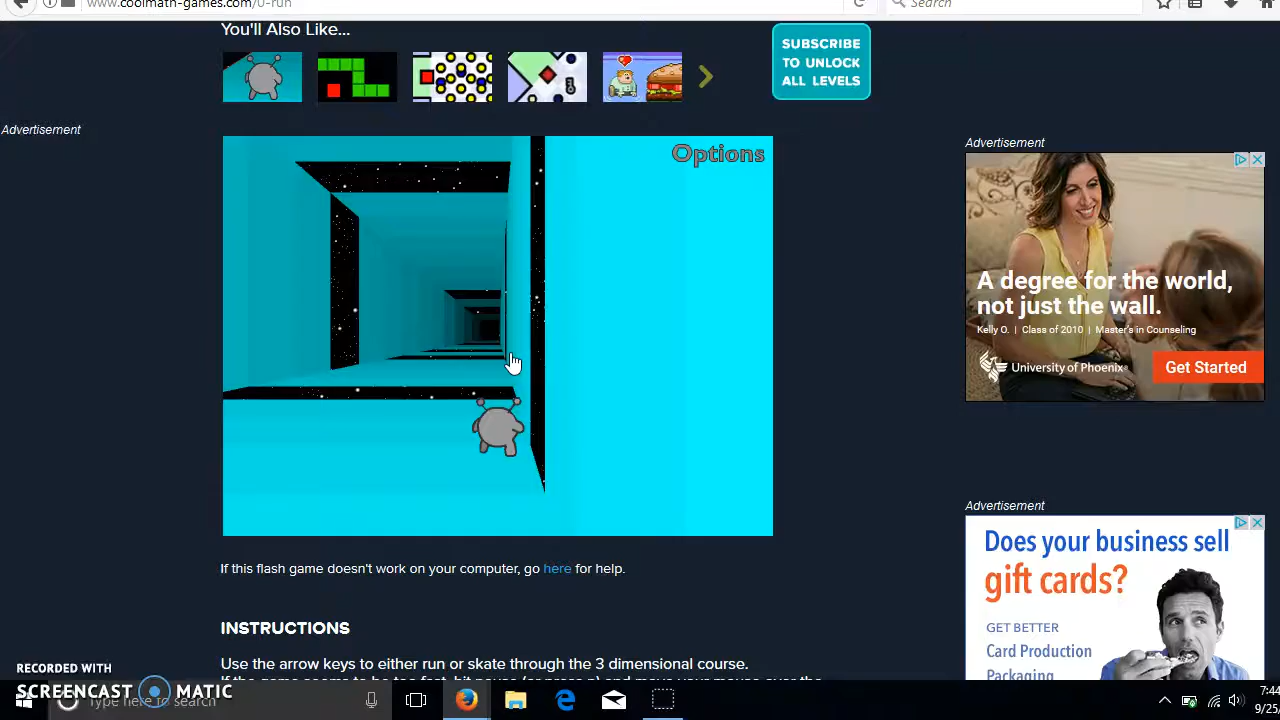 www.coolmath-games.com/0-run
Search
You'll Also Like...
SUBSCRIBE
TO UNLOCK
ALL LEVELS
Advertisement
Advertisement
Options
A degree for the world,
not just the wall.
Kelly O. | Class of 2010 | Master's in Counseling
University of Phoenix
Get Started
Advertisement
Does your business sell
gift cards?
GET BETTER
Card Production
Packaging
If this flash game doesn't work on your computer, go here for help.
INSTRUCTIONS
Use the arrow keys to either run or skate through the 3 dimensional course.
RECORDED WITH
SCREENCAST MATIC
Type here to search
7:44
9/25/